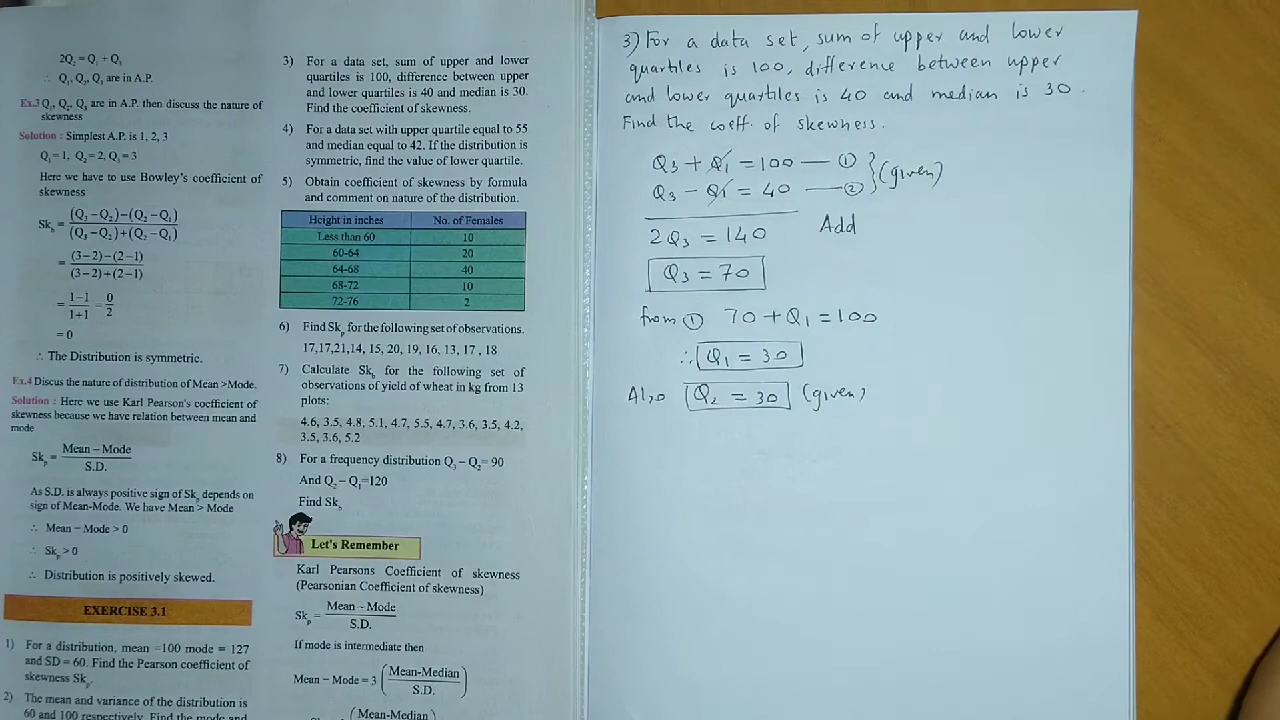 2Q₂ = Q₁ + Q₃
∴ Q₁, Q₂, Q₃ are in A.P.
Ex.3 Q₁, Q₂, Q₃ are in A.P. then discuss the nature of
skewness
Solution : Simplest A.P. is 1, 2, 3
Q₁=1, Q₂=2, Q₃=3
Here we have to use Bowley's coefficient of
skewness
Skb = (Q₃−Q₂)−(Q₂−Q₁) / (Q₃−Q₂)+(Q₂−Q₁)
= (3−2)−(2−1) / (3−2)+(2−1)
= 1−1 / 1+1 = 0 / 2
= 0
∴ The Distribution is symmetric.
Ex.4 Discus the nature of distribution of Mean >Mode.
Solution : Here we use Karl Pearson's coefficient of
skewness because we have relation between mean and
mode
Skp = Mean − Mode / S.D.
As S.D. is always positive sign of Skp depends on
sign of Mean-Mode. We have Mean > Mode
∴ Mean − Mode > 0
∴ Skp > 0
∴ Distribution is positively skewed.
EXERCISE 3.1
1) For a distribution, mean =100 mode = 127
and SD = 60. Find the Pearson coefficient of
skewness Skp.
2) The mean and variance of the distribution is
60 and 100 respectively. Find the mode and
3) For a data set, sum of upper and lower
quartiles is 100, difference between upper
and lower quartiles is 40 and median is 30.
Find the coefficient of skewness.
4) For a data set with upper quartile equal to 55
and median equal to 42. If the distribution is
symmetric, find the value of lower quartile.
5) Obtain coefficient of skewness by formula
and comment on nature of the distribution.
Height in inches No. of Females
Less than 60 10
60-64 20
64-68 40
68-72 10
72-76 2
6) Find Skp for the following set of observations.
17,17,21,14, 15, 20, 19, 16, 13, 17 , 18
7) Calculate Skb for the following set of
observations of yield of wheat in kg from 13
plots:
4.6, 3.5, 4.8, 5.1, 4.7, 5.5, 4.7, 3.6, 3.5, 4.2,
3.5, 3.6, 5.2
8) For a frequency distribution Q₃ − Q₂= 90
And Q₂ − Q₁=120
Find Skb
Let's Remember
Karl Pearsons Coefficient of skewness
(Pearsonian Coefficient of skewness)
Skp = Mean - Mode / S.D.
If mode is intermediate then
Mean − Mode = 3 (Mean-Median / S.D.)
(Mean-Median
3) For a data set, sum of upper and lower
quartiles is 100, difference between upper
and lower quartiles is 40 and median is 30.
Find the coeff. of skewness.
Q₃ + Q₁ = 100 — ①
Q₃ − Q₁ = 40 — ② } (given)
2Q₃ = 140 Add
Q₃ = 70
from ① 70 + Q₁ = 100
∴ Q₁ = 30
Also Q₂ = 30 (given)